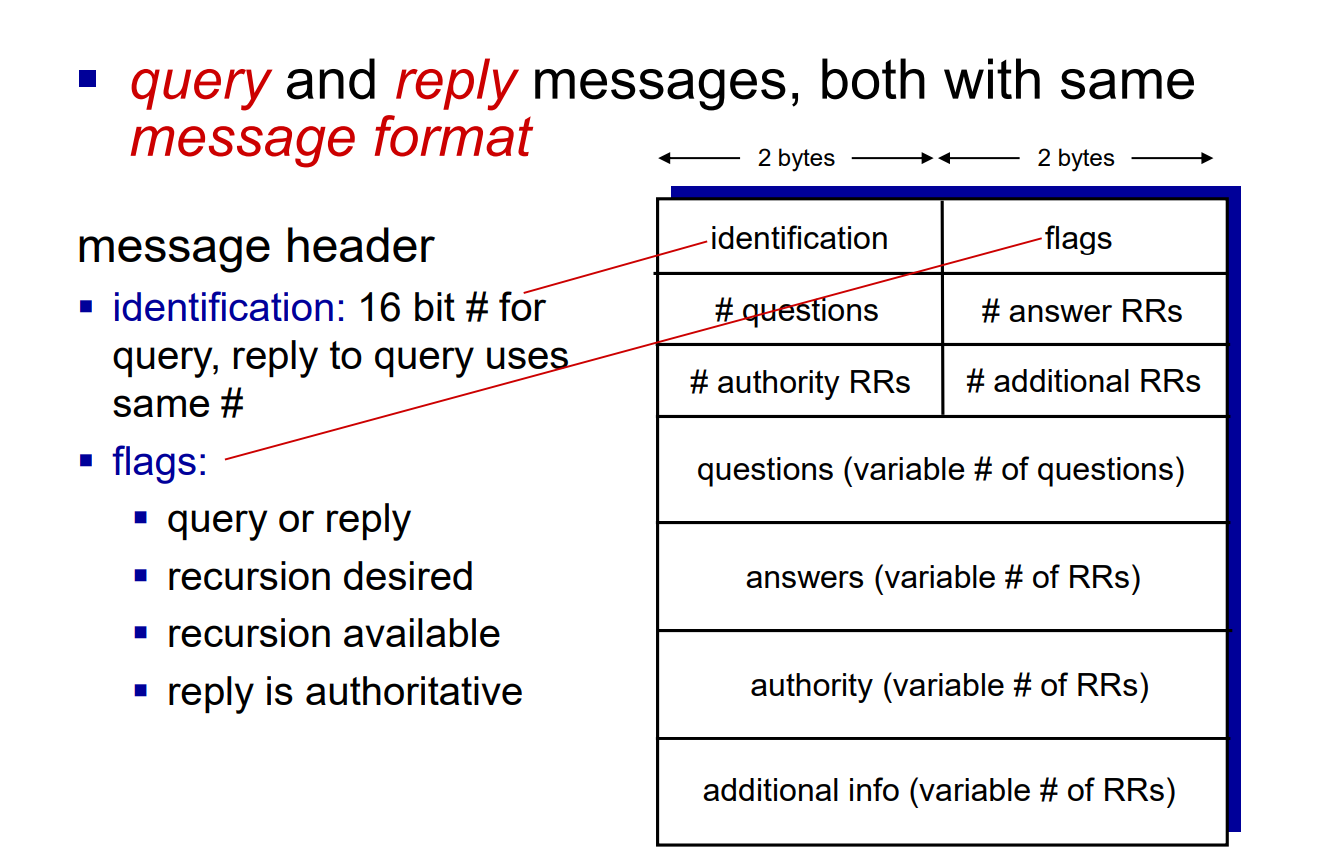 query and reply messages, both with same
message format
2 bytes
2 bytes
message header
identification: 16 bit # for
query, reply to query uses
same #
flags:
query or reply
recursion desired
recursion available
reply is authoritative
identification
flags
# questions
# answer RRs
# authority RRs
# additional RRs
questions (variable # of questions)
answers (variable # of RRs)
authority (variable # of RRs)
additional info (variable # of RRs)